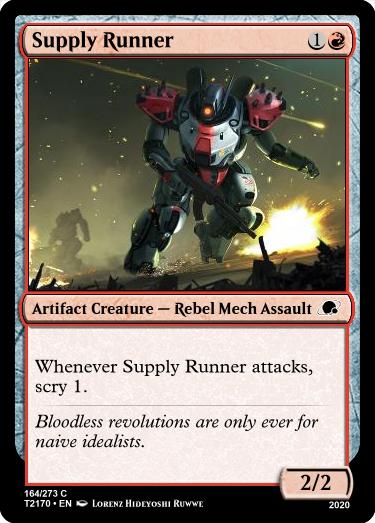 Supply Runner 1
Artifact Creature — Rebel Mech Assault
Whenever Supply Runner attacks,
scry 1.
Bloodless revolutions are only ever for
naive idealists.
2/2
164/273 C
T2170 • EN Lorenz Hideyoshi Ruwwe
2020